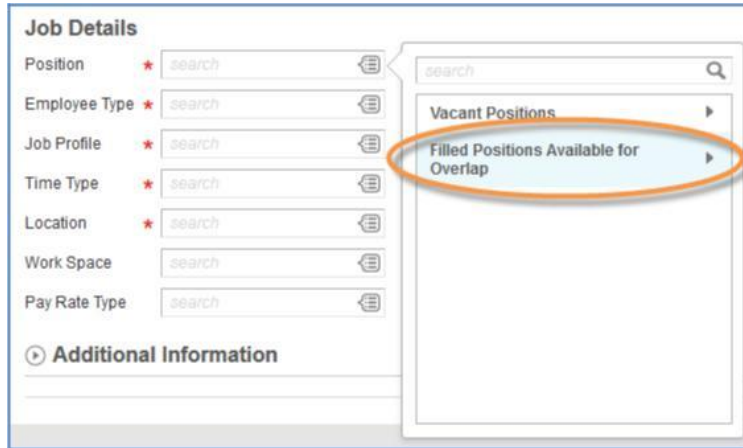 Job Details
Position * search
Employee Type * search
Job Profile * search
Time Type * search
Location * search
Work Space search
Pay Rate Type search
Additional Information
search
Vacant Positions
Filled Positions Available for
Overlap